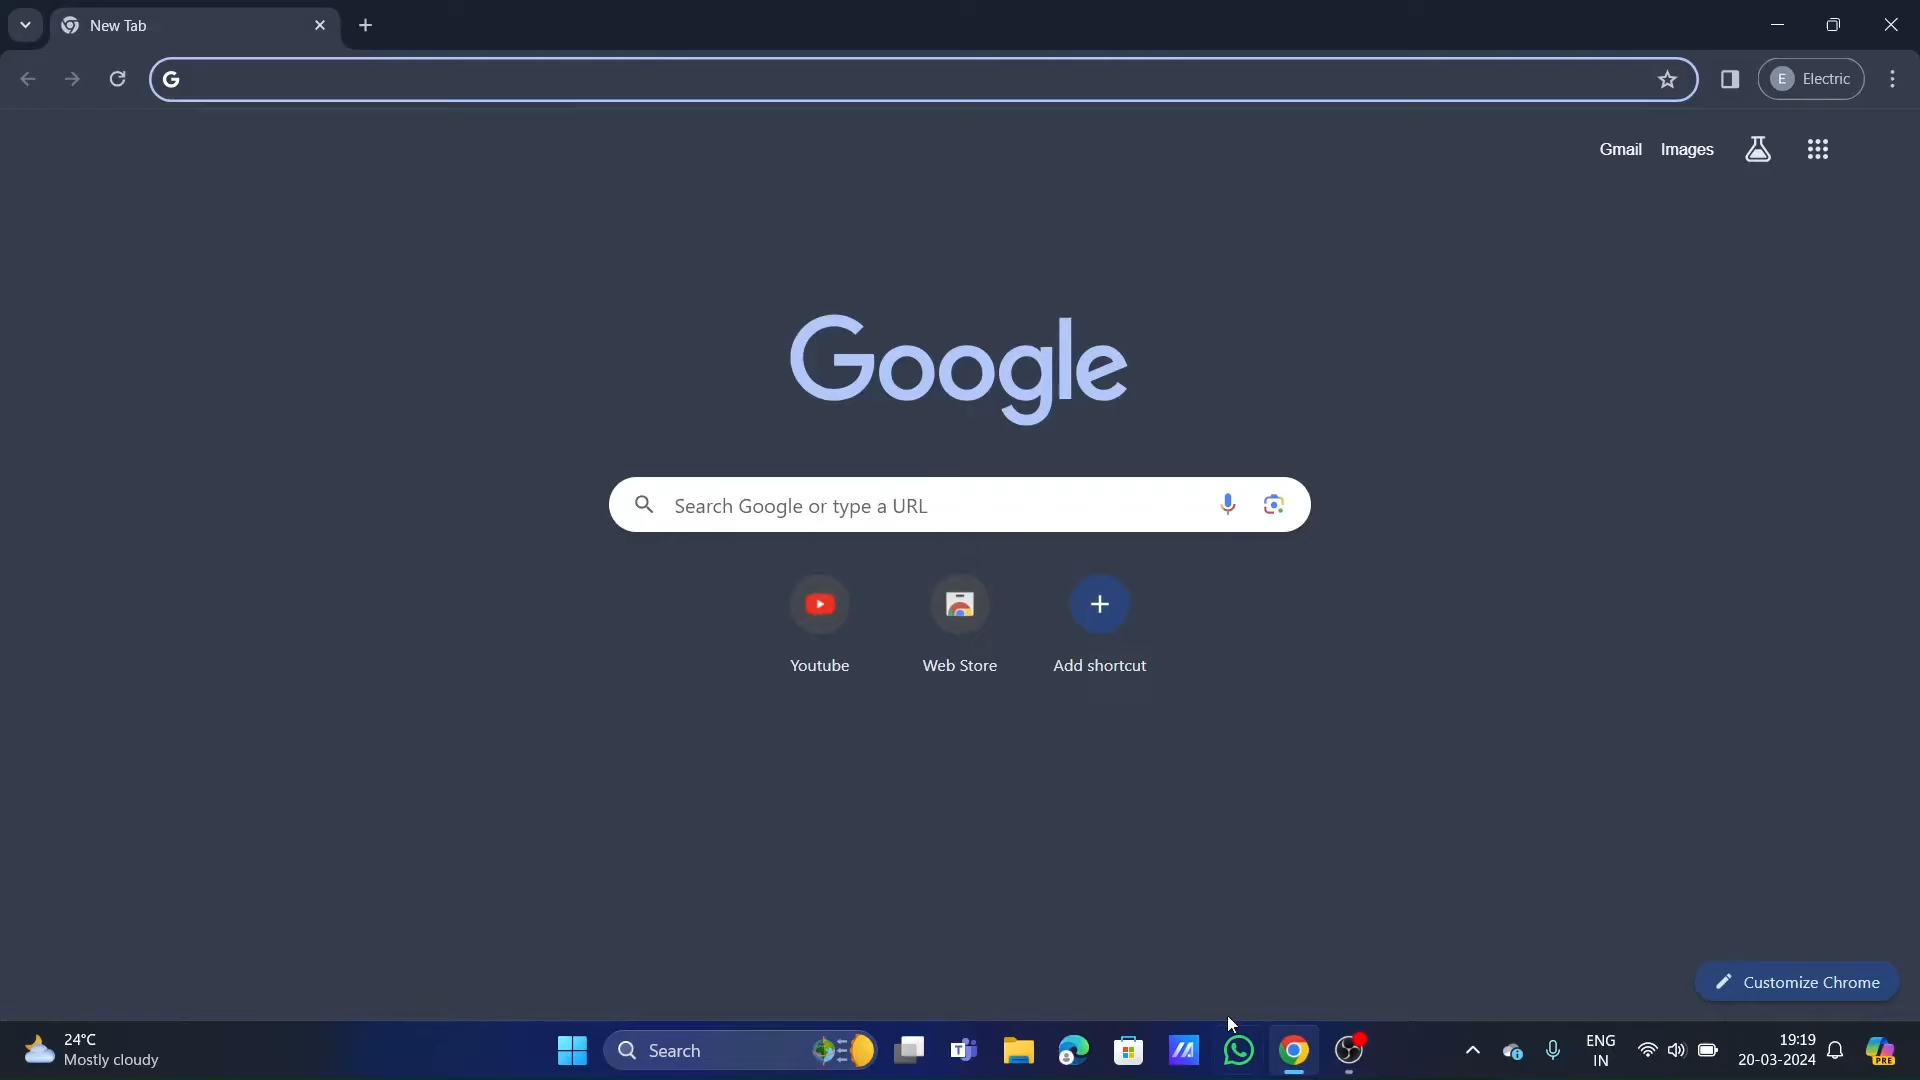 New Tab
E Electric
Gmail Images
Google
Search Google or type a URL
Youtube
Web Store
Add shortcut
Customize Chrome
24°C
Mostly cloudy
Search
ENG
IN
19:19
20-03-2024
PRE